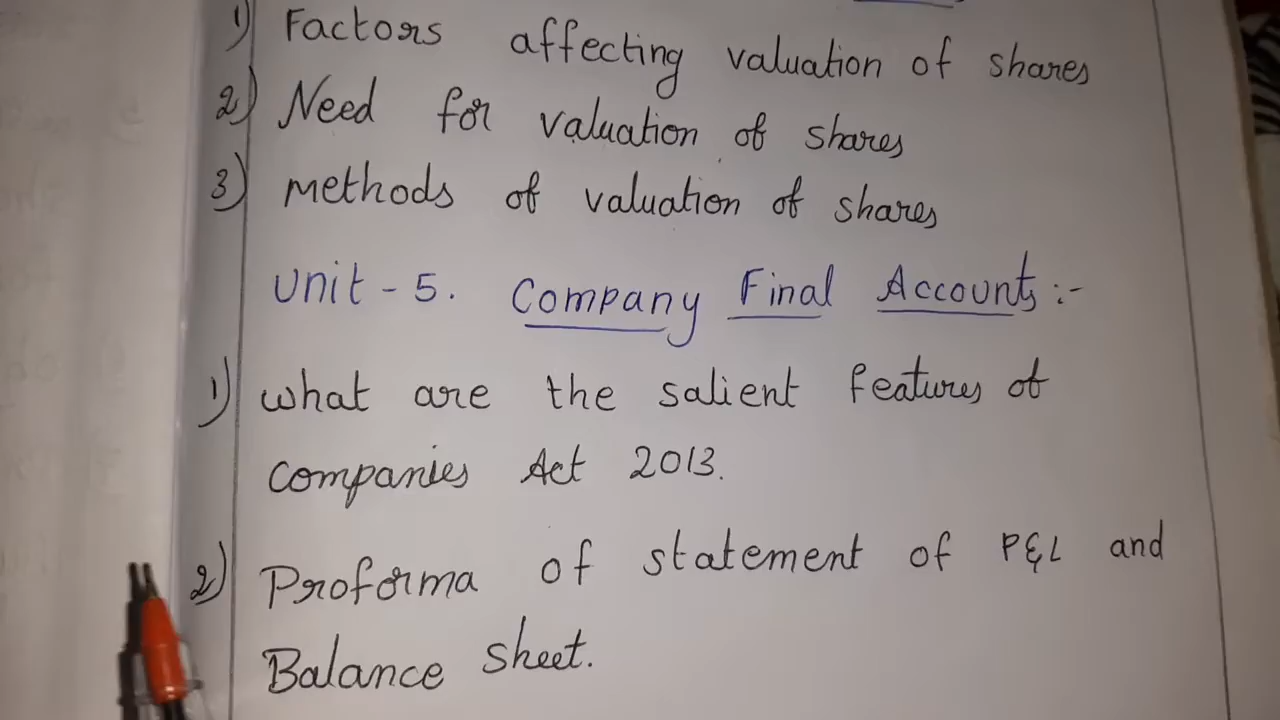 1) Factors affecting valuation of shares
2) Need for valuation of shares
3) methods of valuation of shares
Unit - 5. Company Final Accounts :-
1) what are the salient features of
companies Act 2013.
2) Proforma of statement of P&L and
Balance sheet.